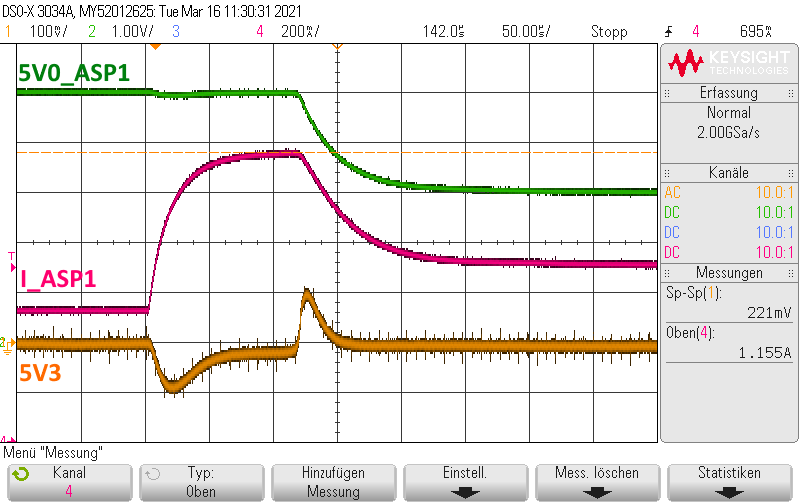 DSO-X 3034A, MY52012625: Tue Mar 16 11:30:31 2021
1 100%/ 2 1.00V/ 3 4 200%/ 142.0s 50.00s/ Stopp 4 695%
5V0_ASP1
I_ASP1
5V3
T
2
4
KEYSIGHT
TECHNOLOGIES
Erfassung
Normal
2.00GSa/s
Kanäle
AC 10.0:1
DC 10.0:1
DC 10.0:1
DC 10.0:1
Messungen
Sp-Sp(1):
221mV
Oben(4):
1.155A
Menü "Messung"
Kanal
4
Typ:
Oben
Hinzufügen
Messung
Einstell.
Mess. löschen
Statistiken